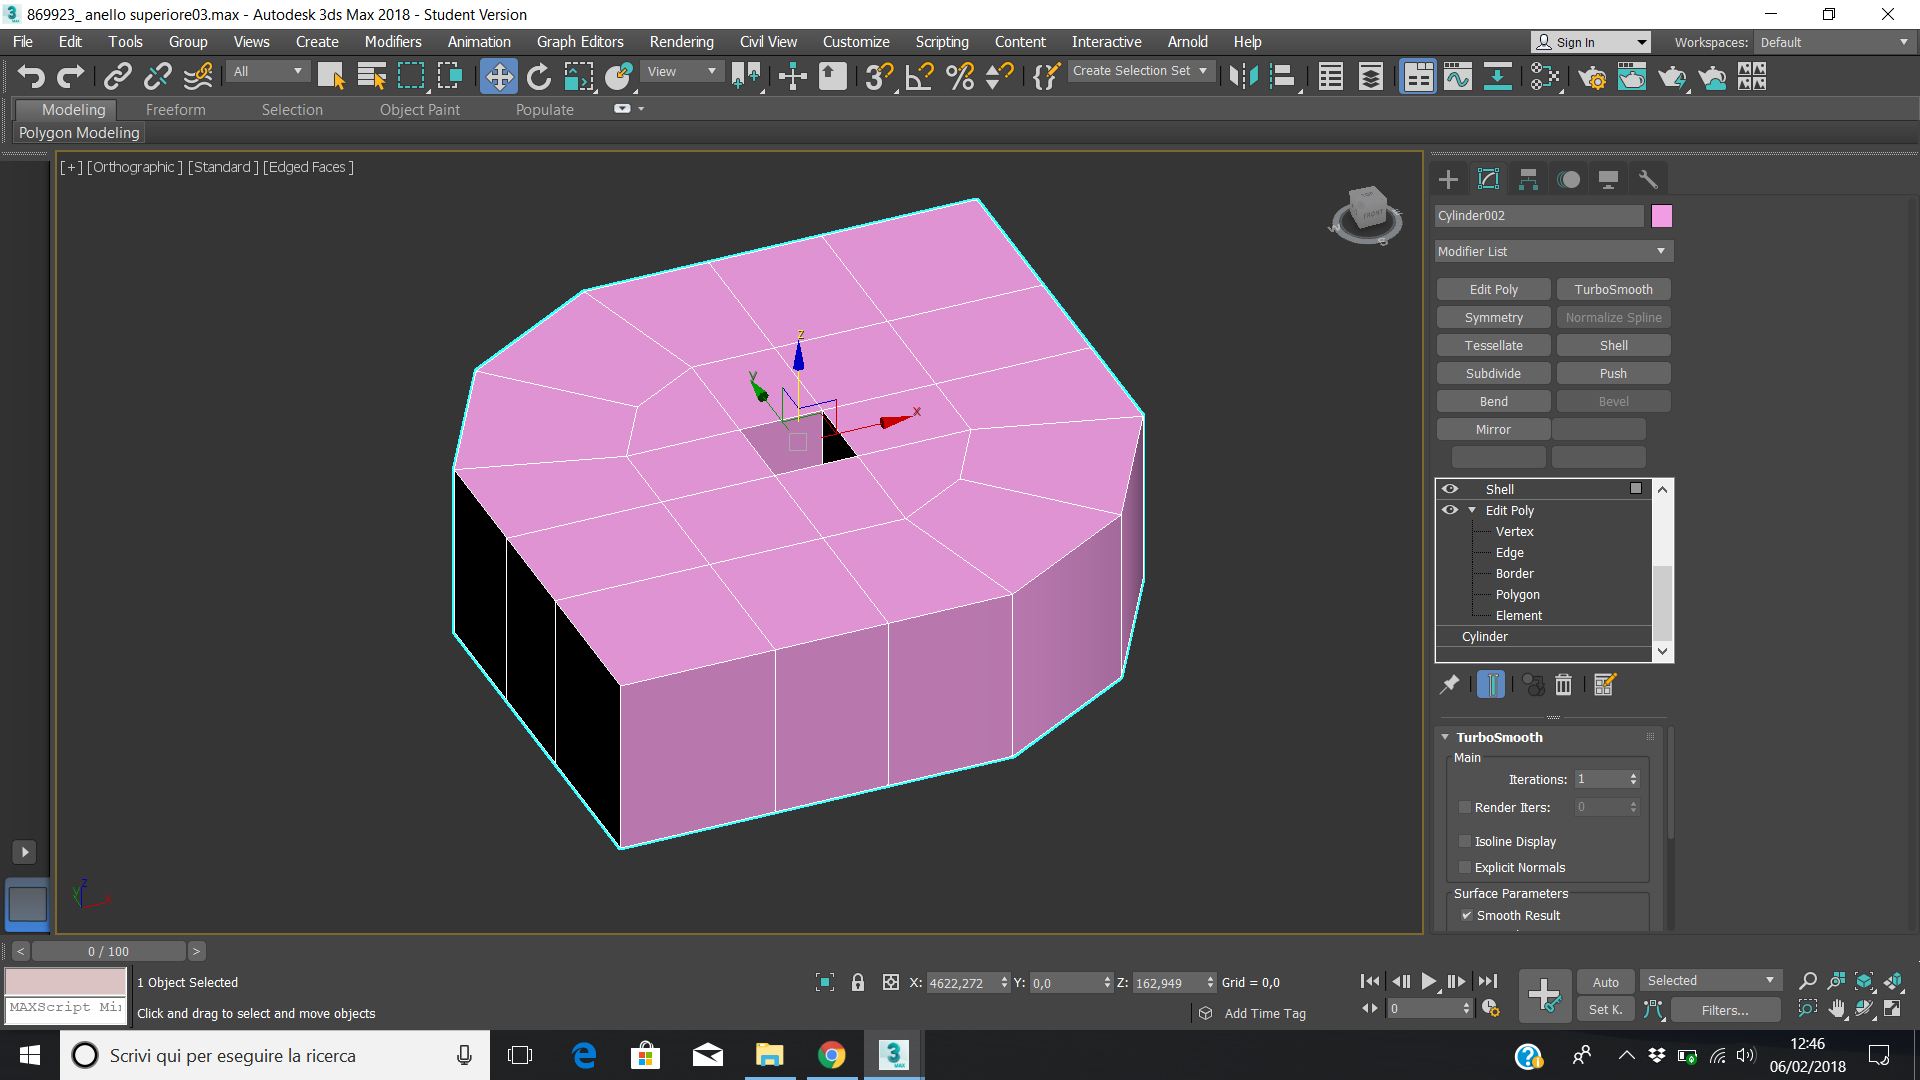 869923_ anello superiore03.max - Autodesk 3ds Max 2018 - Student Version
File Edit Tools Group Views Create Modifiers Animation Graph Editors Rendering Civil View Customize Scripting Content Interactive Arnold Help Sign In Workspaces: Default
All View Create Selection Set
Modeling Freeform Selection Object Paint Populate
Polygon Modeling
[ + ] [Orthographic ] [Standard ] [Edged Faces ]
TOP
FRONT
W
S
Cylinder002
Modifier List
Edit Poly TurboSmooth
Symmetry Normalize Spline
Tessellate Shell
Subdivide Push
Bend Bevel
Mirror
z
y
x
Shell
Edit Poly
Vertex
Edge
Border
Polygon
Element
Cylinder
TurboSmooth
Main
Iterations: 1
Render Iters: 0
Isoline Display
Explicit Normals
Surface Parameters
Smooth Result
z
y
x
< 0 / 100 >
1 Object Selected X: 4622,272 Y: 0,0 Z: 162,949 Grid = 0,0 Auto Selected
MAXScript Mi
Click and drag to select and move objects Add Time Tag 0 Set K. Filters...
Scrivi qui per eseguire la ricerca
3
MAX
12:46
06/02/2018